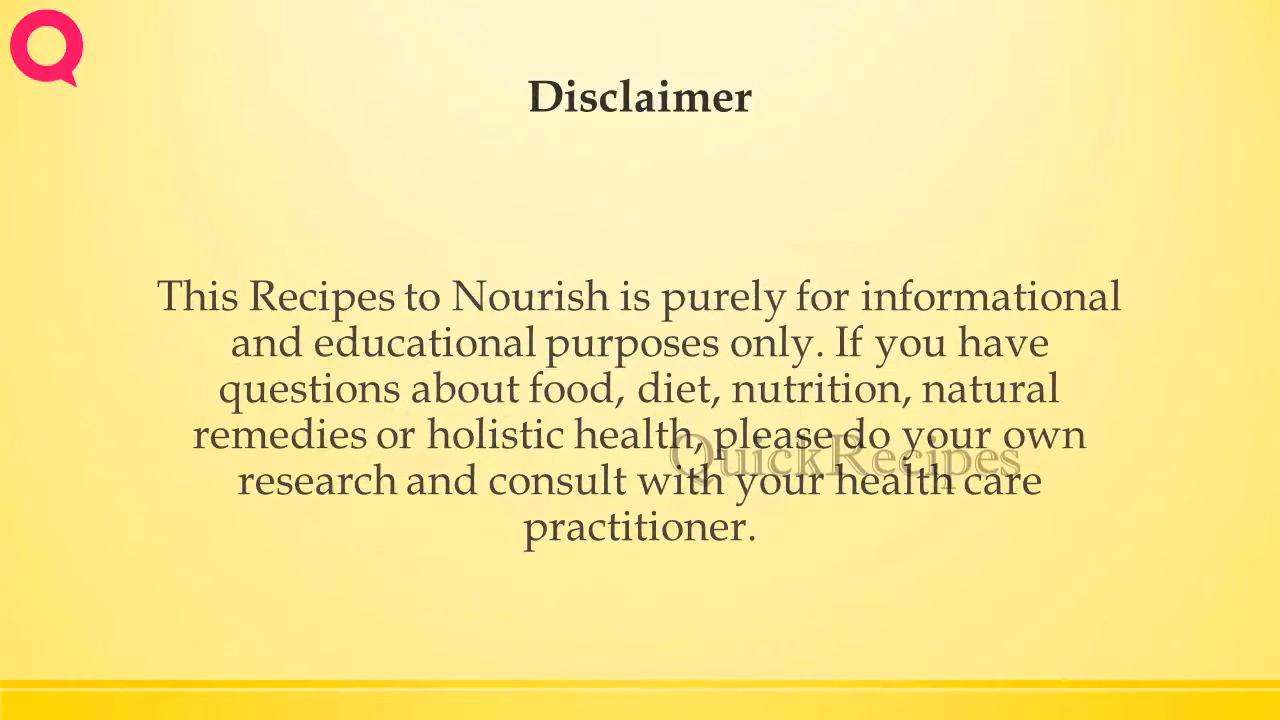 Disclaimer
This Recipes to Nourish is purely for informational
and educational purposes only. If you have
questions about food, diet, nutrition, natural
remedies or holistic health, please do your own
QuickRecipes
research and consult with your health care
practitioner.